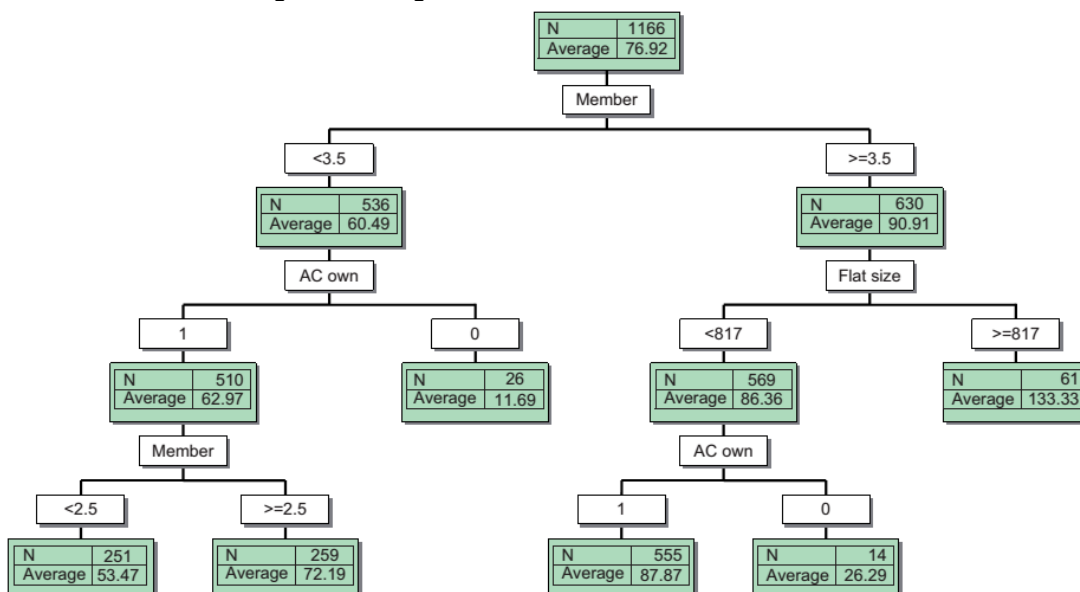 N 1166
Average 76.92
Member
<3.5 >=3.5
N 536 N 630
Average 60.49 Average 90.91
AC own Flat size
1 0 <817 >=817
N 510 N 26 N 569 N 61
Average 62.97 Average 11.69 Average 86.36 Average 133.33
Member AC own
<2.5 >=2.5 1 0
N 251 N 259 N 555 N 14
Average 53.47 Average 72.19 Average 87.87 Average 26.29